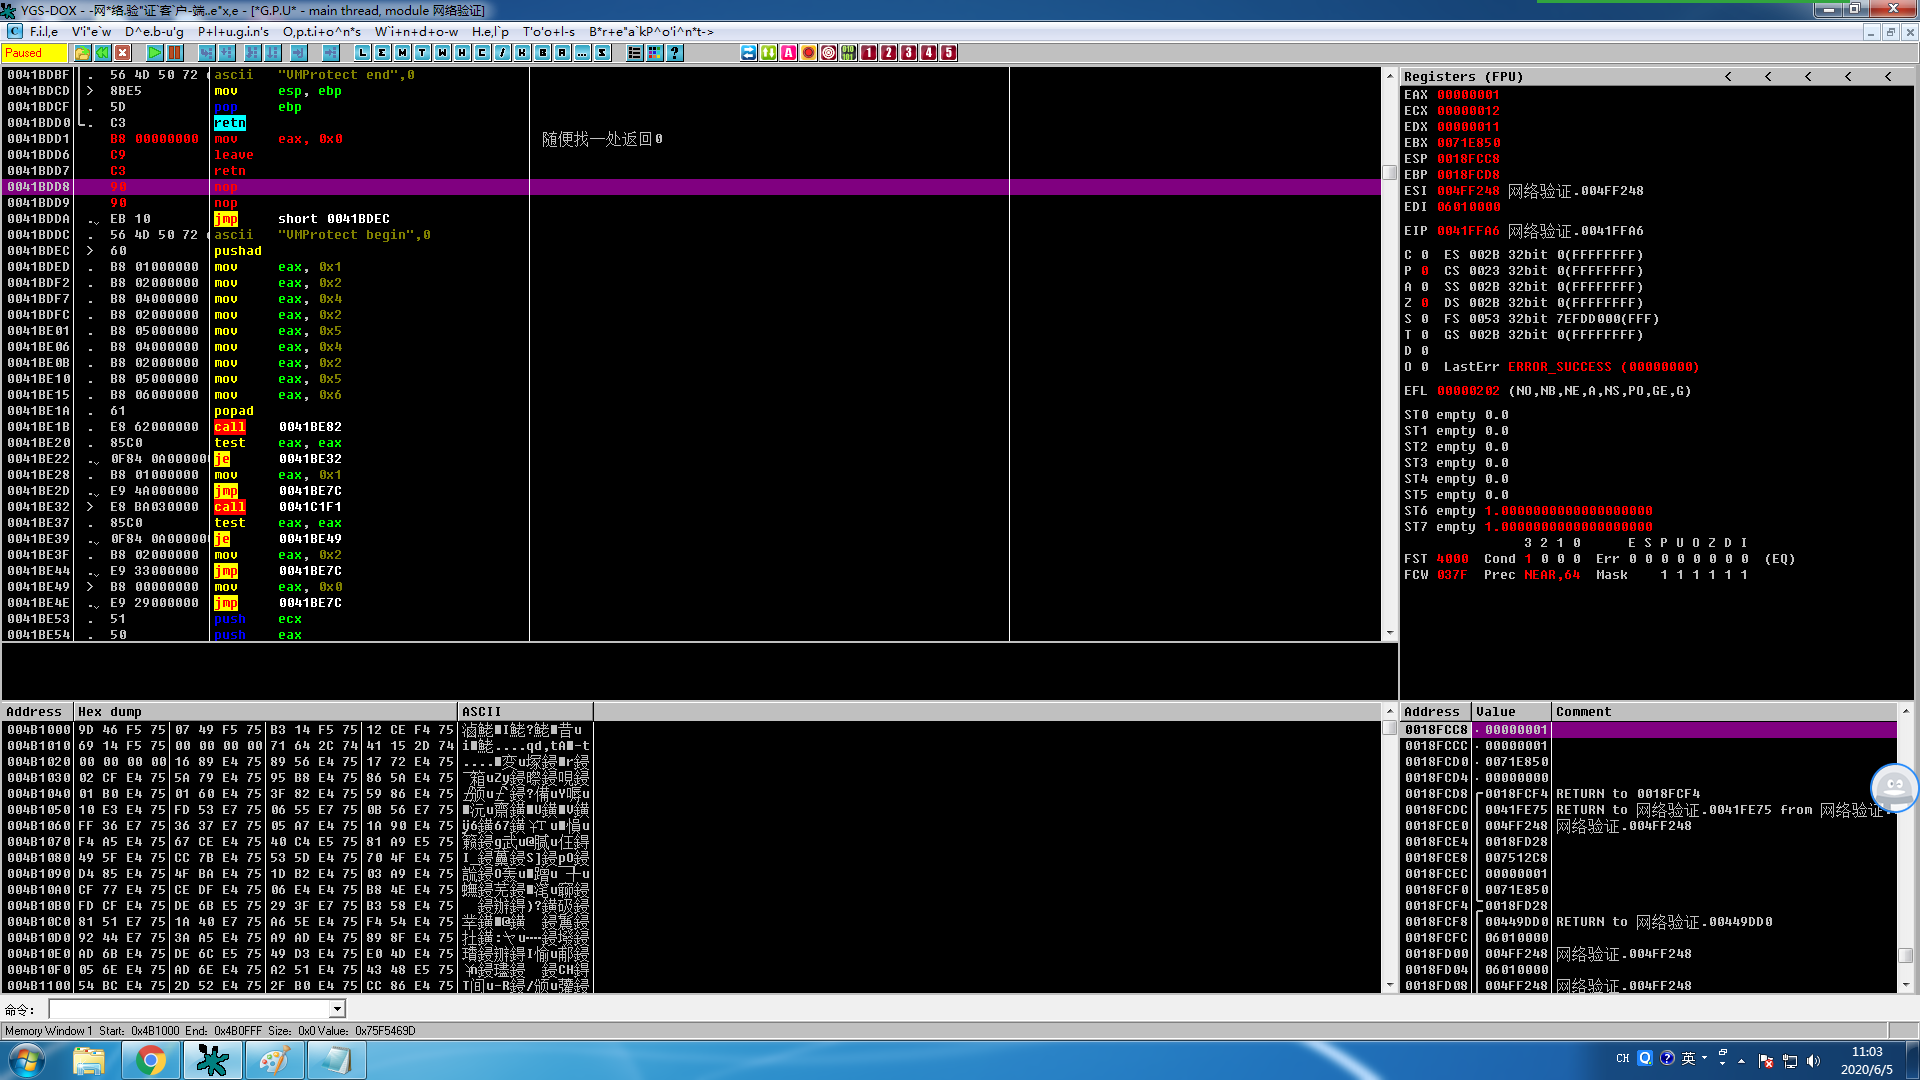 YGS-DOX - -网*络.验*证'客'户-端..e"x,e - [*G.P.U* - main thread, module 网络验证]
F.i.l,e V'i"e`w D^e.b-u'g P+l+u.g.i.n's O,p.t.i+o^n*s W`i+n+d+o-w H.e,l`p T'o'o+l-s B*r+e"a`kP^o'i^n*t->
Paused L E M T W H C / K B R ... S ? A 1 2 3 4 5
0041BDBF . 56 4D 50 72 ascii "VMProtect end",0
0041BDCD > 8BE5 mov esp, ebp
0041BDCF . 5D pop ebp
0041BDD0 . C3 retn
0041BDD1 B8 00000000 mov eax, 0x0 随便找一处返回0
0041BDD6 C9 leave
0041BDD7 C3 retn
0041BDD8 90 nop
0041BDD9 90 nop
0041BDDA . EB 10 jmp short 0041BDEC
0041BDDC . 56 4D 50 72 ascii "VMProtect begin",0
0041BDEC > 60 pushad
0041BDED . B8 01000000 mov eax, 0x1
0041BDF2 . B8 02000000 mov eax, 0x2
0041BDF7 . B8 04000000 mov eax, 0x4
0041BDFC . B8 02000000 mov eax, 0x2
0041BE01 . B8 05000000 mov eax, 0x5
0041BE06 . B8 04000000 mov eax, 0x4
0041BE0B . B8 02000000 mov eax, 0x2
0041BE10 . B8 05000000 mov eax, 0x5
0041BE15 . B8 06000000 mov eax, 0x6
0041BE1A . 61 popad
0041BE1B . E8 62000000 call 0041BE82
0041BE20 . 85C0 test eax, eax
0041BE22 . 0F84 0A000000 je 0041BE32
0041BE28 . B8 01000000 mov eax, 0x1
0041BE2D . E9 4A000000 jmp 0041BE7C
0041BE32 > E8 BA030000 call 0041C1F1
0041BE37 . 85C0 test eax, eax
0041BE39 . 0F84 0A000000 je 0041BE49
0041BE3F . B8 02000000 mov eax, 0x2
0041BE44 . E9 33000000 jmp 0041BE7C
0041BE49 > B8 00000000 mov eax, 0x0
0041BE4E . E9 29000000 jmp 0041BE7C
0041BE53 . 51 push ecx
0041BE54 . 50 push eax
Registers (FPU) < < < < <
EAX 00000001
ECX 00000012
EDX 00000011
EBX 0071E850
ESP 0018FCC8
EBP 0018FCD8
ESI 004FF248 网络验证.004FF248
EDI 06010000
EIP 0041FFA6 网络验证.0041FFA6
C 0 ES 002B 32bit 0(FFFFFFFF)
P 0 CS 0023 32bit 0(FFFFFFFF)
A 0 SS 002B 32bit 0(FFFFFFFF)
Z 0 DS 002B 32bit 0(FFFFFFFF)
S 0 FS 0053 32bit 7EFDD000(FFF)
T 0 GS 002B 32bit 0(FFFFFFFF)
D 0
O 0 LastErr ERROR_SUCCESS (00000000)
EFL 00000202 (NO,NB,NE,A,NS,PO,GE,G)
ST0 empty 0.0
ST1 empty 0.0
ST2 empty 0.0
ST3 empty 0.0
ST4 empty 0.0
ST5 empty 0.0
ST6 empty 1.0000000000000000000
ST7 empty 1.0000000000000000000
3 2 1 0 E S P U O Z D I
FST 4000 Cond 1 0 0 0 Err 0 0 0 0 0 0 0 0 (EQ)
FCW 037F Prec NEAR,64 Mask 1 1 1 1 1 1
Address Hex dump ASCII
004B1000 9D 46 F5 75 07 49 F5 75 B3 14 F5 75 12 CE F4 75
004B1010 69 14 F5 75 00 00 00 00 71 64 2C 74 41 15 2D 74
004B1020 00 00 00 00 16 89 E4 75 89 56 E4 75 17 72 E4 75
004B1030 02 CF E4 75 5A 79 E4 75 95 B8 E4 75 86 5A E4 75
004B1040 01 B0 E4 75 01 60 E4 75 3F 82 E4 75 59 86 E4 75
004B1050 10 E3 E4 75 FD 53 E7 75 06 55 E7 75 0B 56 E7 75
004B1060 FF 36 E7 75 36 37 E7 75 05 A7 E4 75 1A 90 E4 75
004B1070 F4 A5 E4 75 67 CE E4 75 40 C4 E5 75 81 A9 E5 75
004B1080 49 5F E4 75 CC 7B E4 75 53 5D E4 75 70 4F E4 75
004B1090 D4 85 E4 75 4F BA E4 75 1D B2 E4 75 03 A9 E4 75
004B10A0 CF 77 E4 75 CE DF E4 75 06 E4 E4 75 B8 4E E4 75
004B10B0 FD CF E4 75 DE 6B E5 75 29 3F E7 75 B3 58 E4 75
004B10C0 81 51 E7 75 1A 40 E7 75 A6 5E E4 75 F4 54 E4 75
004B10D0 92 44 E7 75 3A A5 E4 75 A9 AD E4 75 89 8F E4 75
004B10E0 AD 6B E4 75 DE 6C E5 75 49 D3 E4 75 E0 4D E4 75
004B10F0 05 6E E4 75 AD 6E E4 75 A2 51 E4 75 43 48 E5 75
004B1100 54 BC E4 75 2D 52 E4 75 2F B0 E4 75 CC 86 E4 75
Address Value Comment
0018FCC8 00000001
0018FCCC 00000001
0018FCD0 0071E850
0018FCD4 00000000
0018FCD8 0018FCF4 RETURN to 0018FCF4
0018FCDC 0041FE75 RETURN to 网络验证.0041FE75 from 网络验证.
0018FCE0 004FF248 网络验证.004FF248
0018FCE4 0018FD28
0018FCE8 007512C8
0018FCEC 00000001
0018FCF0 0071E850
0018FCF4 0018FD28
0018FCF8 00449DD0 RETURN to 网络验证.00449DD0
0018FCFC 06010000
0018FD00 004FF248 网络验证.004FF248
0018FD04 06010000
0018FD08 004FF248 网络验证.004FF248
命令:
Memory Window 1 Start: 0x4B1000 End: 0x4B0FFF Size: 0x0 Value: 0x75F5469D
CH 英 11:03
2020/6/5